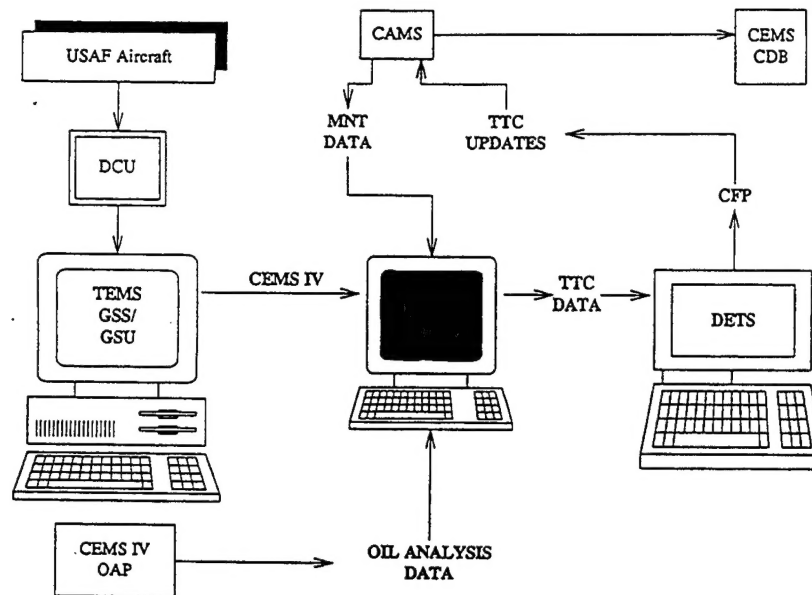 USAF Aircraft
CAMS
CEMS
CDB
MNT
DATA
TTC
UPDATES
DCU
CFP
TEMS
GSS/
GSU
CEMS IV
TTC
DATA
DETS
CEMS IV
OAP
OIL ANALYSIS
DATA